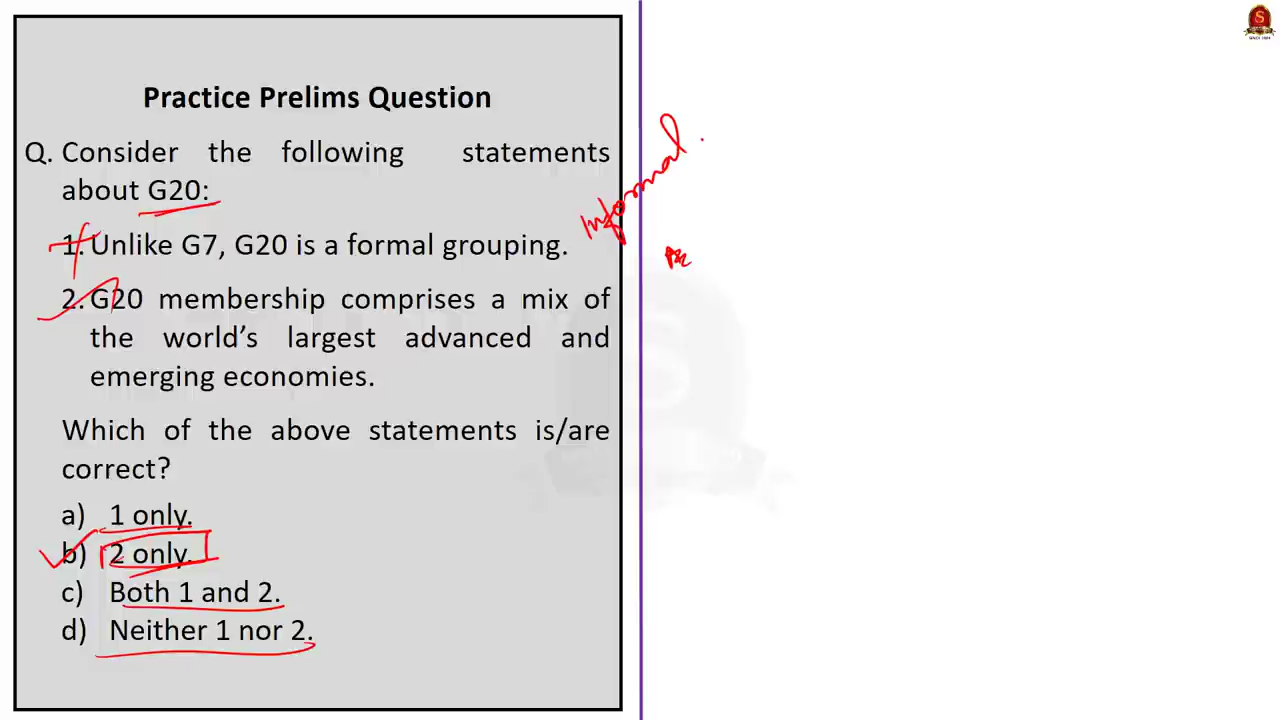 Practice Prelims Question
Q. Consider the following statements
about G20:
1. Unlike G7, G20 is a formal grouping.
Informal.
2. G20 membership comprises a mix of
the world's largest advanced and
emerging economies.
Which of the above statements is/are
correct?
a) 1 only.
b) 2 only.
c) Both 1 and 2.
d) Neither 1 nor 2.
S